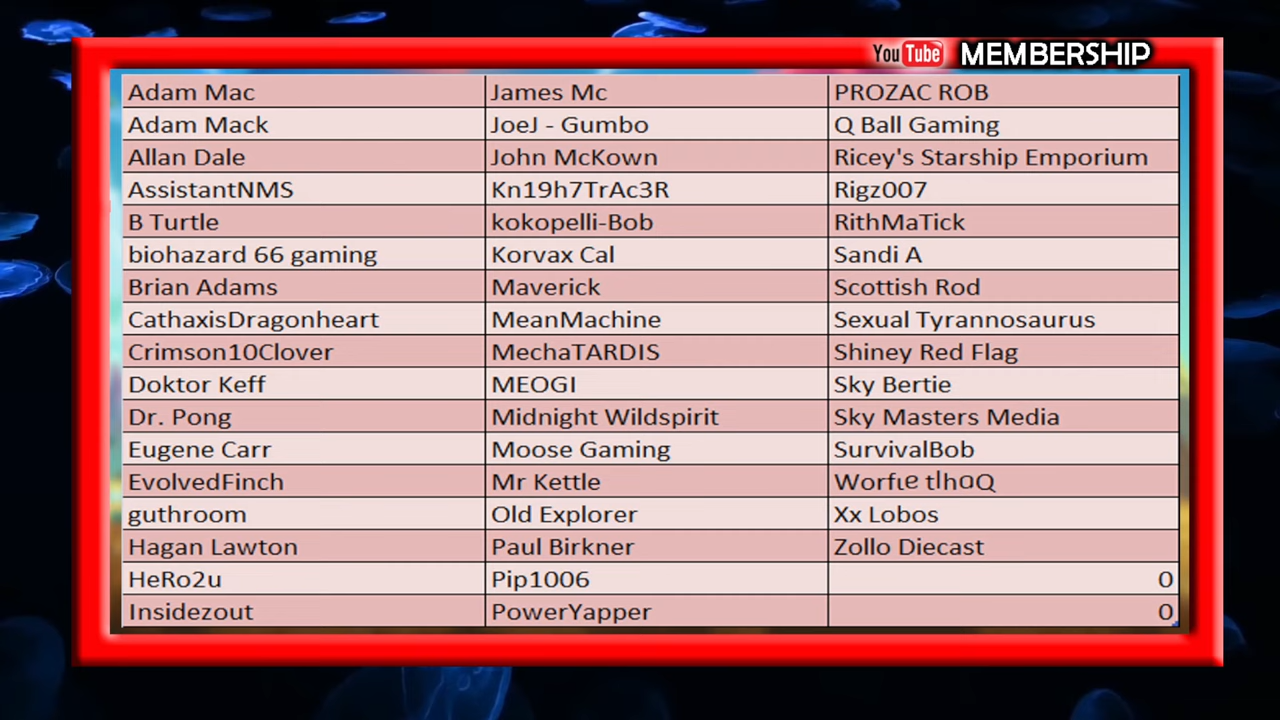 YouTube MEMBERSHIP
Adam Mac James Mc PROZAC ROB
Adam Mack JoeJ - Gumbo Q Ball Gaming
Allan Dale John McKown Ricey's Starship Emporium
AssistantNMS Kn19h7TrAc3R Rigz007
B Turtle kokopelli-Bob RithMaTick
biohazard 66 gaming Korvax Cal Sandi A
Brian Adams Maverick Scottish Rod
CathaxisDragonheart MeanMachine Sexual Tyrannosaurus
Crimson10Clover MechaTARDIS Shiney Red Flag
Doktor Keff MEOGI Sky Bertie
Dr. Pong Midnight Wildspirit Sky Masters Media
Eugene Carr Moose Gaming SurvivalBob
EvolvedFinch Mr Kettle Worfɩɐ tlhɑQ
guthroom Old Explorer Xx Lobos
Hagan Lawton Paul Birkner Zollo Diecast
HeRo2u Pip1006 0
Insidezout PowerYapper 0